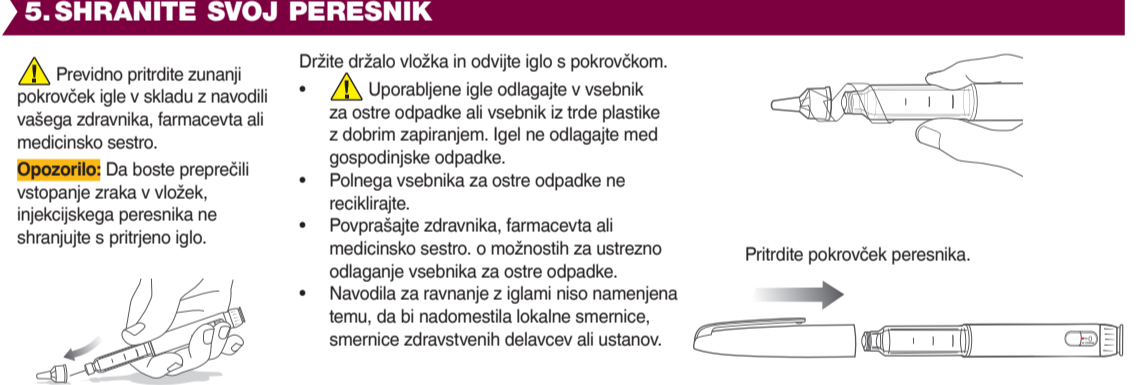 5. SHRANITE SVOJ PERESNIK
Previdno pritrdite zunanji
pokrovček igle v skladu z navodili
vašega zdravnika, farmacevta ali
medicinsko sestro.
Opozorilo: Da boste preprečili
vstopanje zraka v vložek,
injekcijskega peresnika ne
shranjujte s pritrjeno iglo.
Držite držalo vložka in odvijte iglo s pokrovčkom.
• Uporabljene igle odlagajte v vsebnik
za ostre odpadke ali vsebnik iz trde plastike
z dobrim zapiranjem. Igel ne odlagajte med
gospodinjske odpadke.
• Polnega vsebnika za ostre odpadke ne
reciklirajte.
• Povprašajte zdravnika, farmacevta ali
medicinsko sestro. o možnostih za ustrezno
odlaganje vsebnika za ostre odpadke.
• Navodila za ravnanje z iglami niso namenjena
temu, da bi nadomestila lokalne smernice,
smernice zdravstvenih delavcev ali ustanov.
Pritrdite pokrovček peresnika.